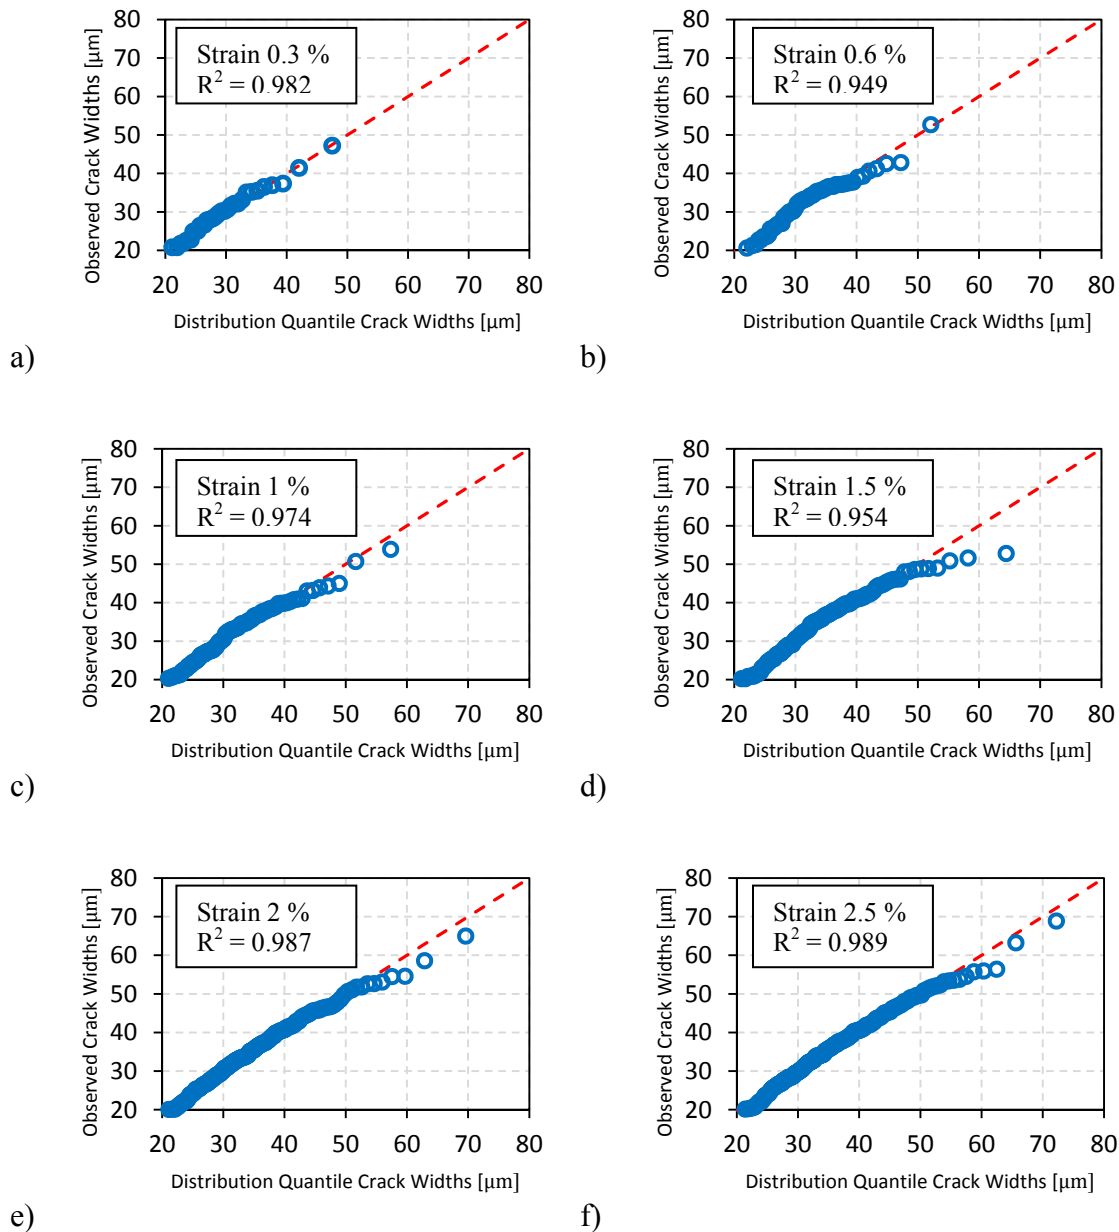 80
70
60
50
40
30
20
Observed Crack Widths [µm]
Strain 0.3 %
R² = 0.982
20 30 40 50 60 70 80
Distribution Quantile Crack Widths [µm]
a)
80
70
60
50
40
30
20
Observed Crack Widths [µm]
Strain 0.6 %
R² = 0.949
20 30 40 50 60 70 80
Distribution Quantile Crack Widths [µm]
b)
80
70
60
50
40
30
20
Observed Crack Widths [µm]
Strain 1 %
R² = 0.974
20 30 40 50 60 70 80
Distribution Quantile Crack Widths [µm]
c)
80
70
60
50
40
30
20
Observed Crack Widths [µm]
Strain 1.5 %
R² = 0.954
20 30 40 50 60 70 80
Distribution Quantile Crack Widths [µm]
d)
80
70
60
50
40
30
20
Observed Crack Widths [µm]
Strain 2 %
R² = 0.987
20 30 40 50 60 70 80
Distribution Quantile Crack Widths [µm]
e)
80
70
60
50
40
30
20
Observed Crack Widths [µm]
Strain 2.5 %
R² = 0.989
20 30 40 50 60 70 80
Distribution Quantile Crack Widths [µm]
f)